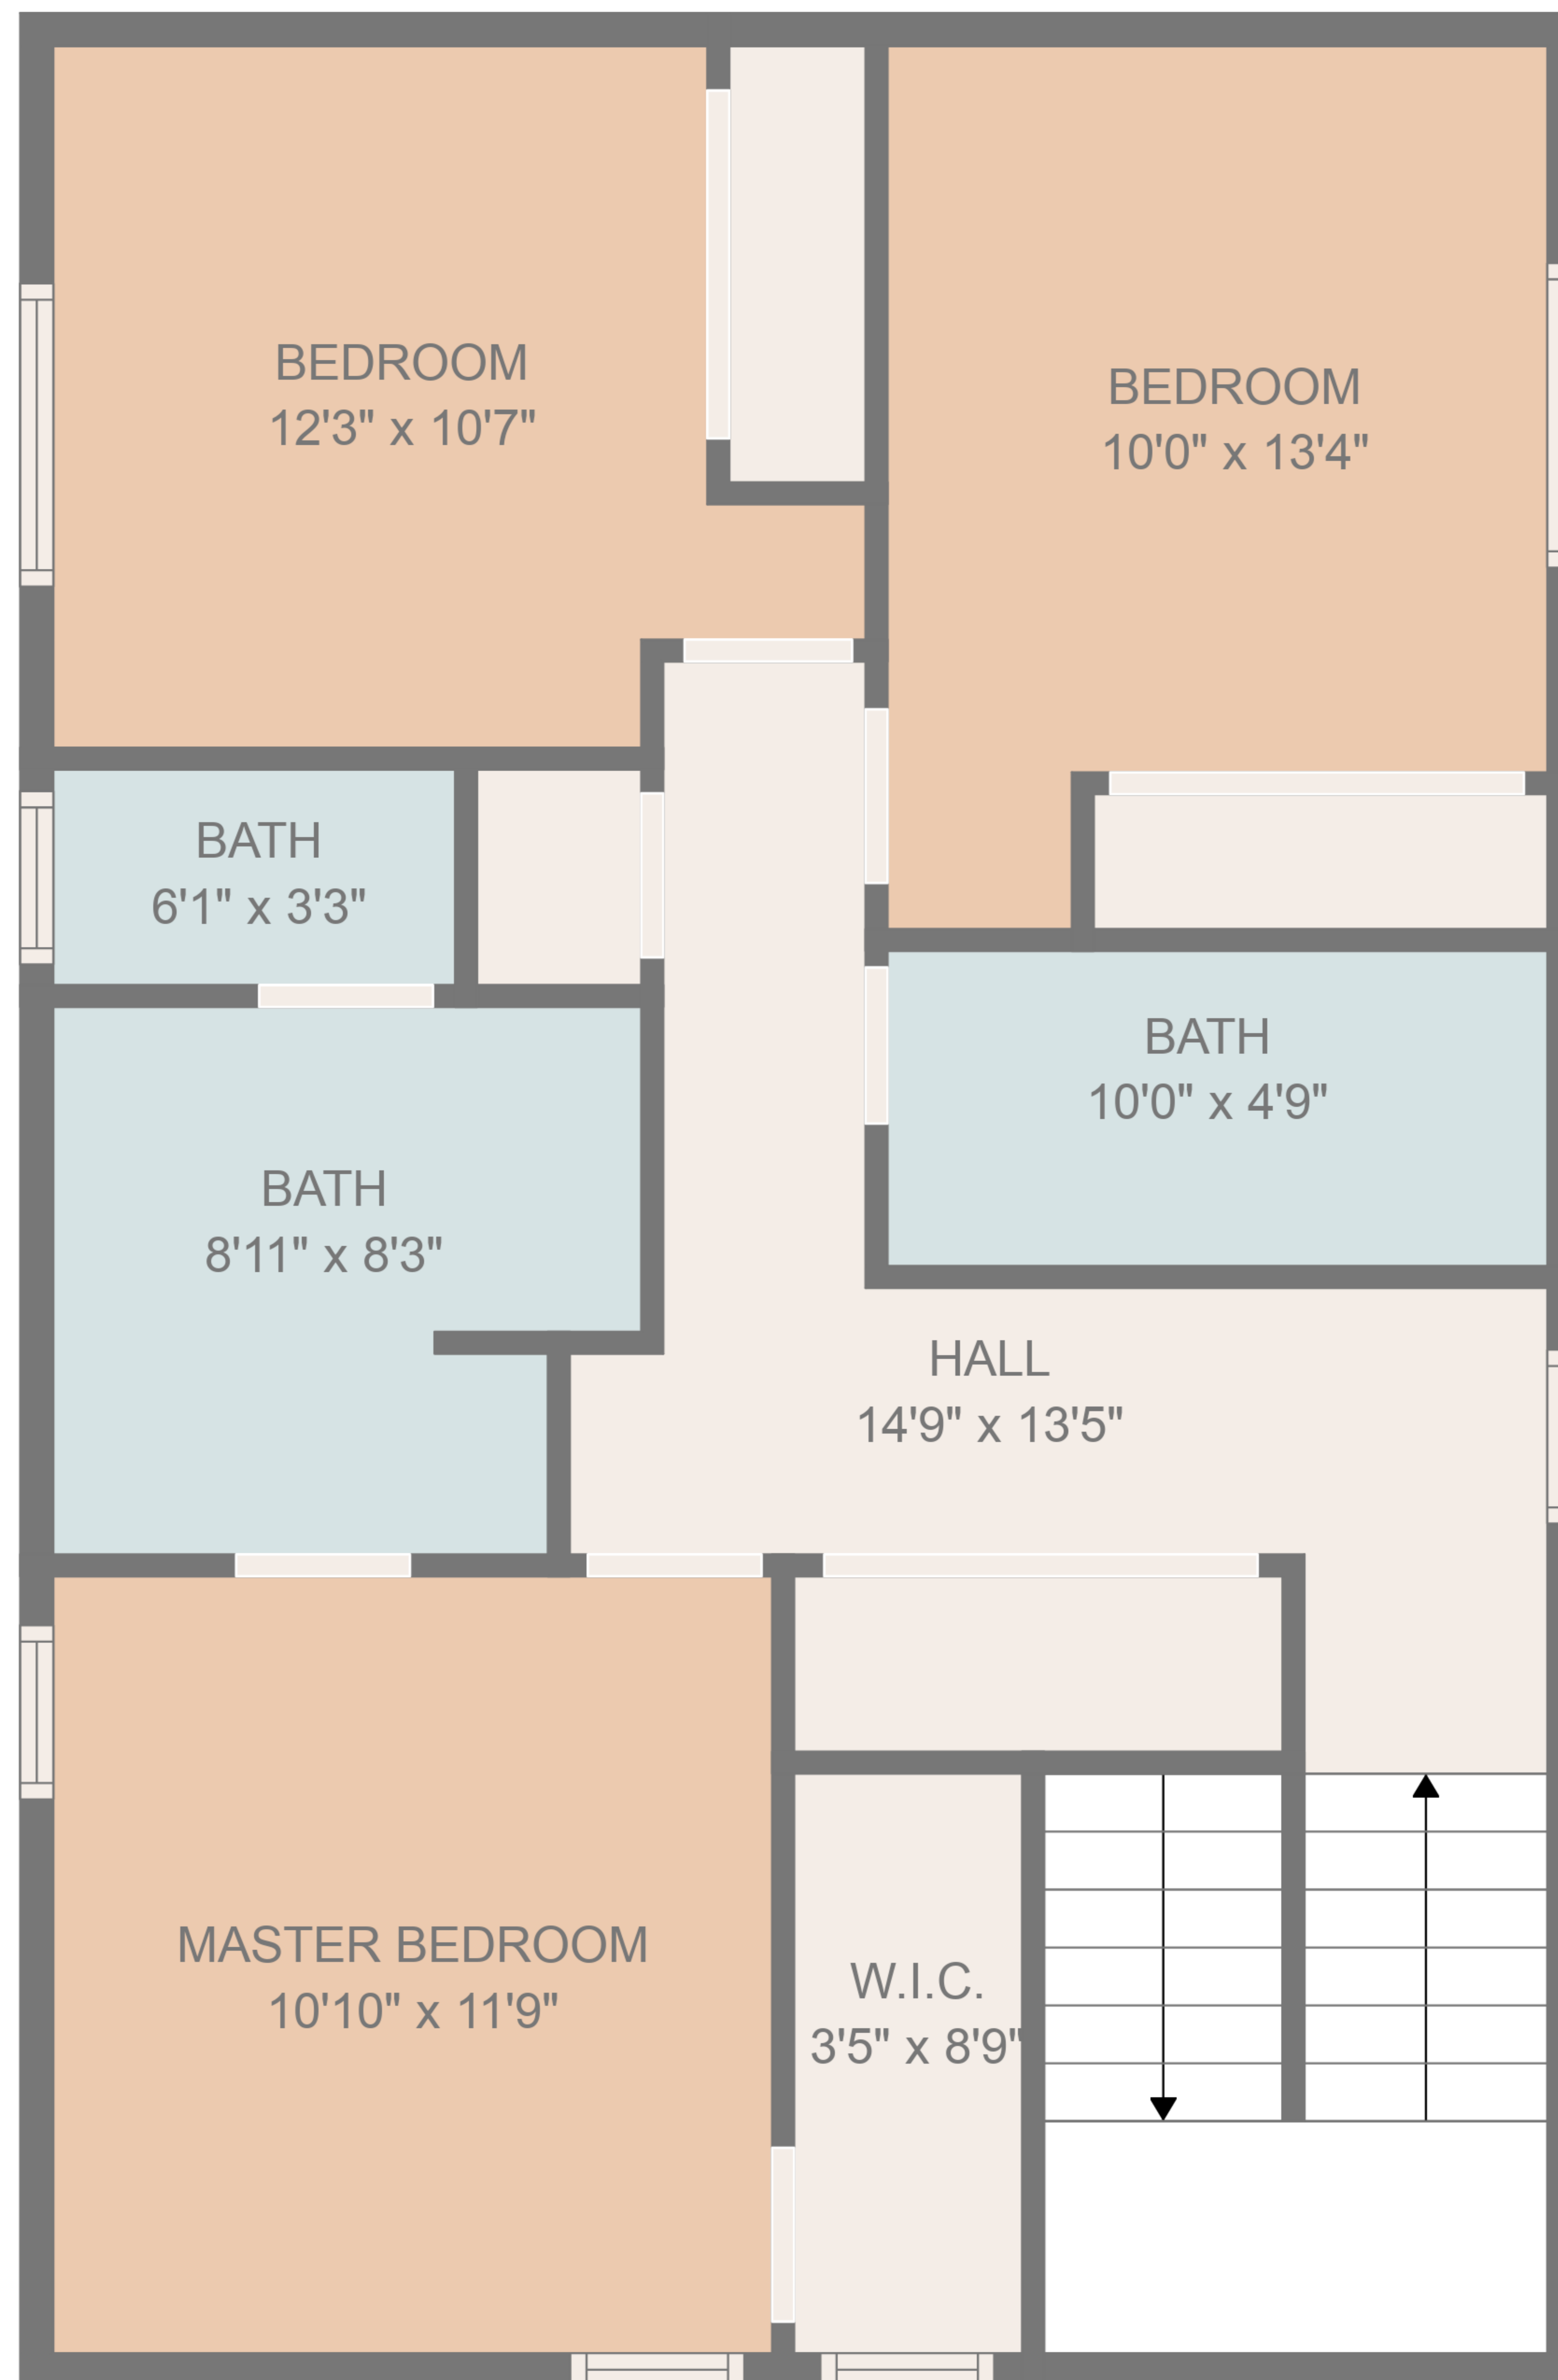 BEDROOM
12'3" x 10'7"
BEDROOM
10'0" x 13'4"
BATH
6'1" x 3'3"
BATH
10'0" x 4'9"
BATH
8'11" x 8'3"
HALL
14'9" x 13'5"
MASTER BEDROOM
10'10" x 11'9"
W.I.C.
3'5" x 8'9"